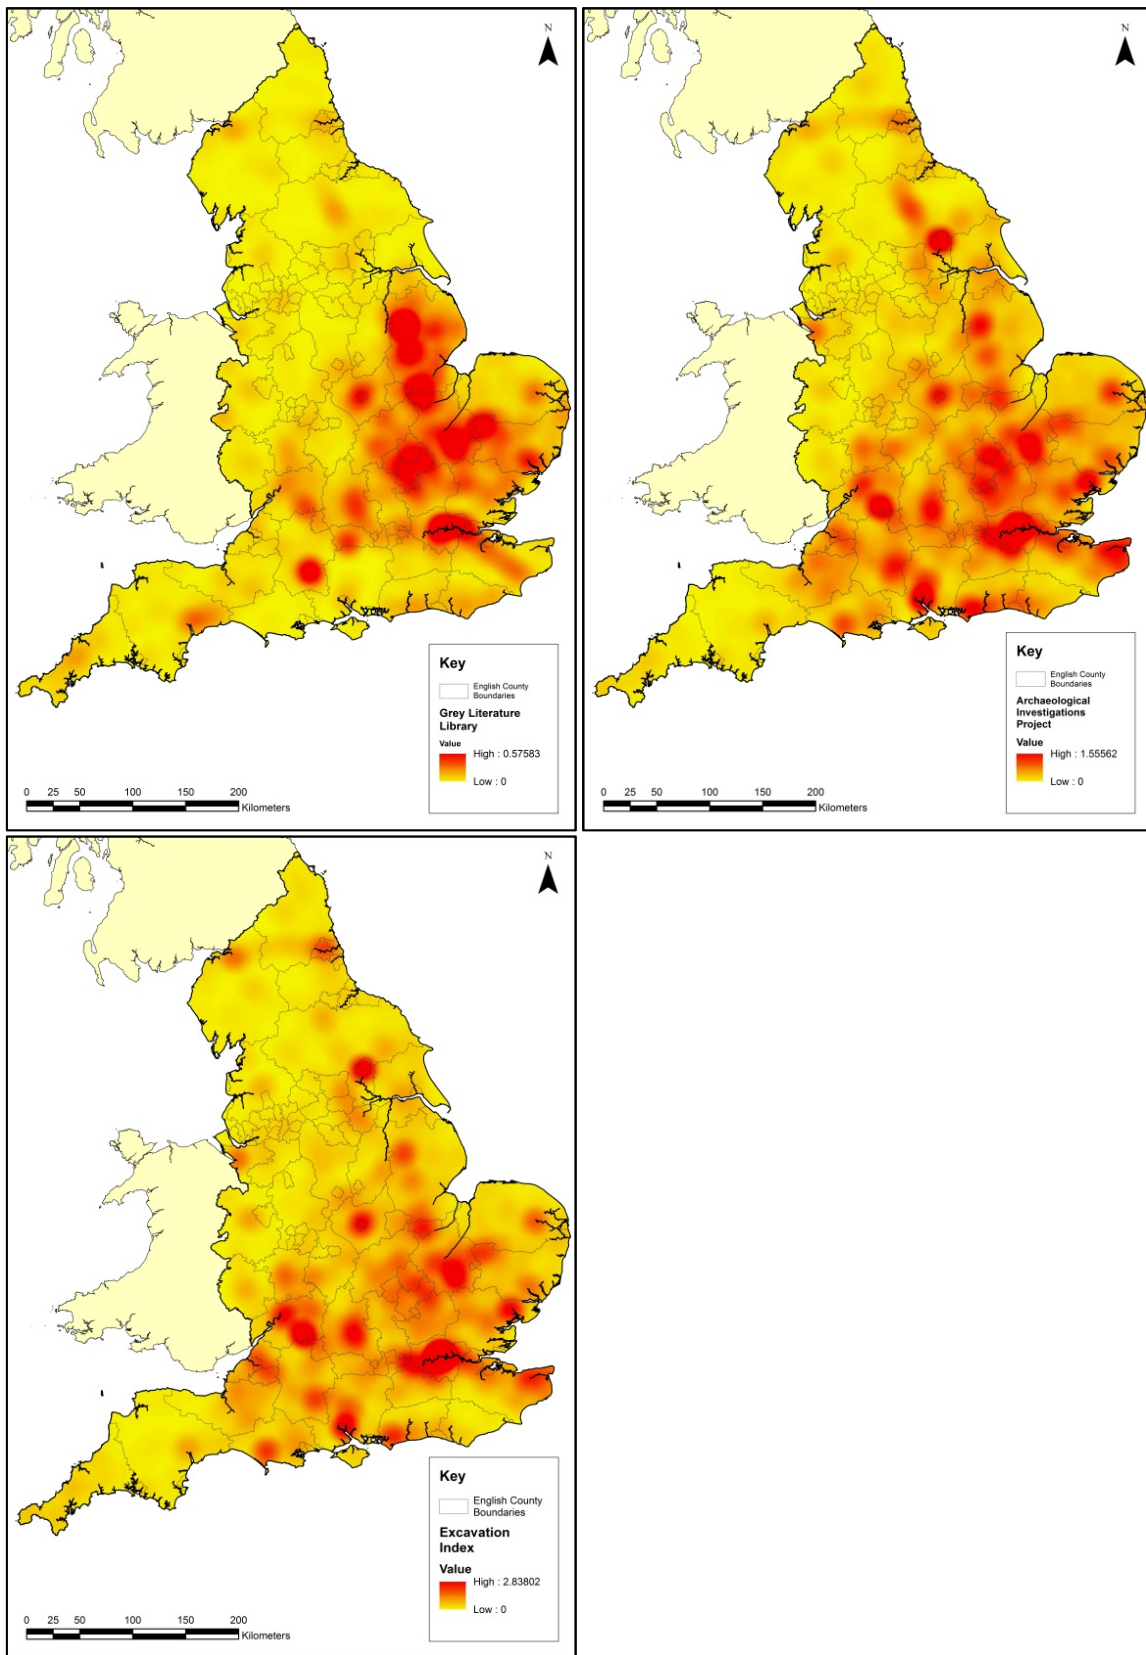 N
Key
English County
Boundaries
Grey Literature
Library
Value
High : 0.57583
Low : 0
0 25 50 100 150 200
Kilometers
N
Key
English County
Boundaries
Archaeological
Investigations
Project
Value
High : 1.55562
Low : 0
0 25 50 100 150 200
Kilometers
N
Key
English County
Boundaries
Excavation
Index
Value
High : 2.83802
Low : 0
0 25 50 100 150 200
Kilometers